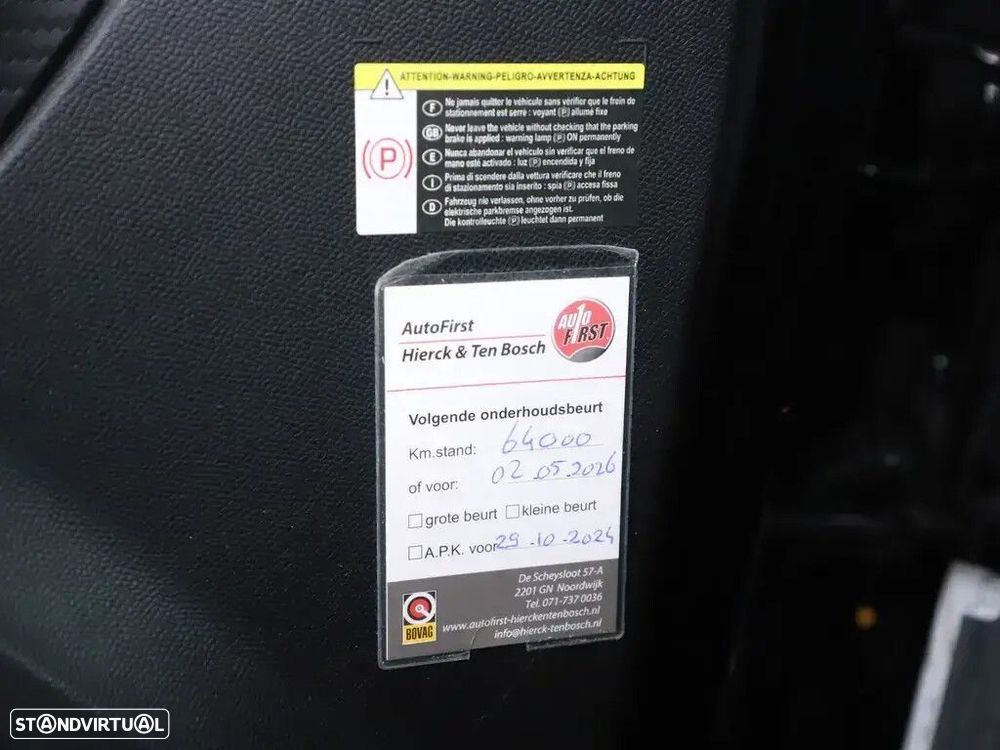 ATTENTION-WARNING-PELIGRO-AVVERTENZA-ACHTUNG
F Ne jamais quitter le véhicule sans vérifier que le frein de
stationnement est serré : voyant (P) allumé fixe
GB Never leave the vehicle without checking that the parking
brake is applied : warning lamp (P) ON permanently
E Nunca abandonar el vehículo sin verificar que el freno de
mano esté activado : luz (P) encendida y fija
I Prima di scendere dalla vettura verificare che il freno
di stazionamento sia inserito : spia (P) accesa fissa
D Fahrzeug nie verlassen, ohne vorher zu prüfen, ob die
elektrische parkbremse angezogen ist.
Die kontrolleuchte (P) leuchtet dann permanent
P
AutoFirst
Hierck & Ten Bosch
AUTO
FIRST
Volgende onderhoudsbeurt
Km.stand: 64000
of voor: 02.05.2026
grote beurt kleine beurt
A.P.K. voor 29-10-2024
De Scheysloot 57-A
2201 GN Noordwijk
Tel. 071-737 0036
www.autofirst-hierckentenbosch.nl
info@hierck-tenbosch.nl
BOVAG
STANDVIRTUAL